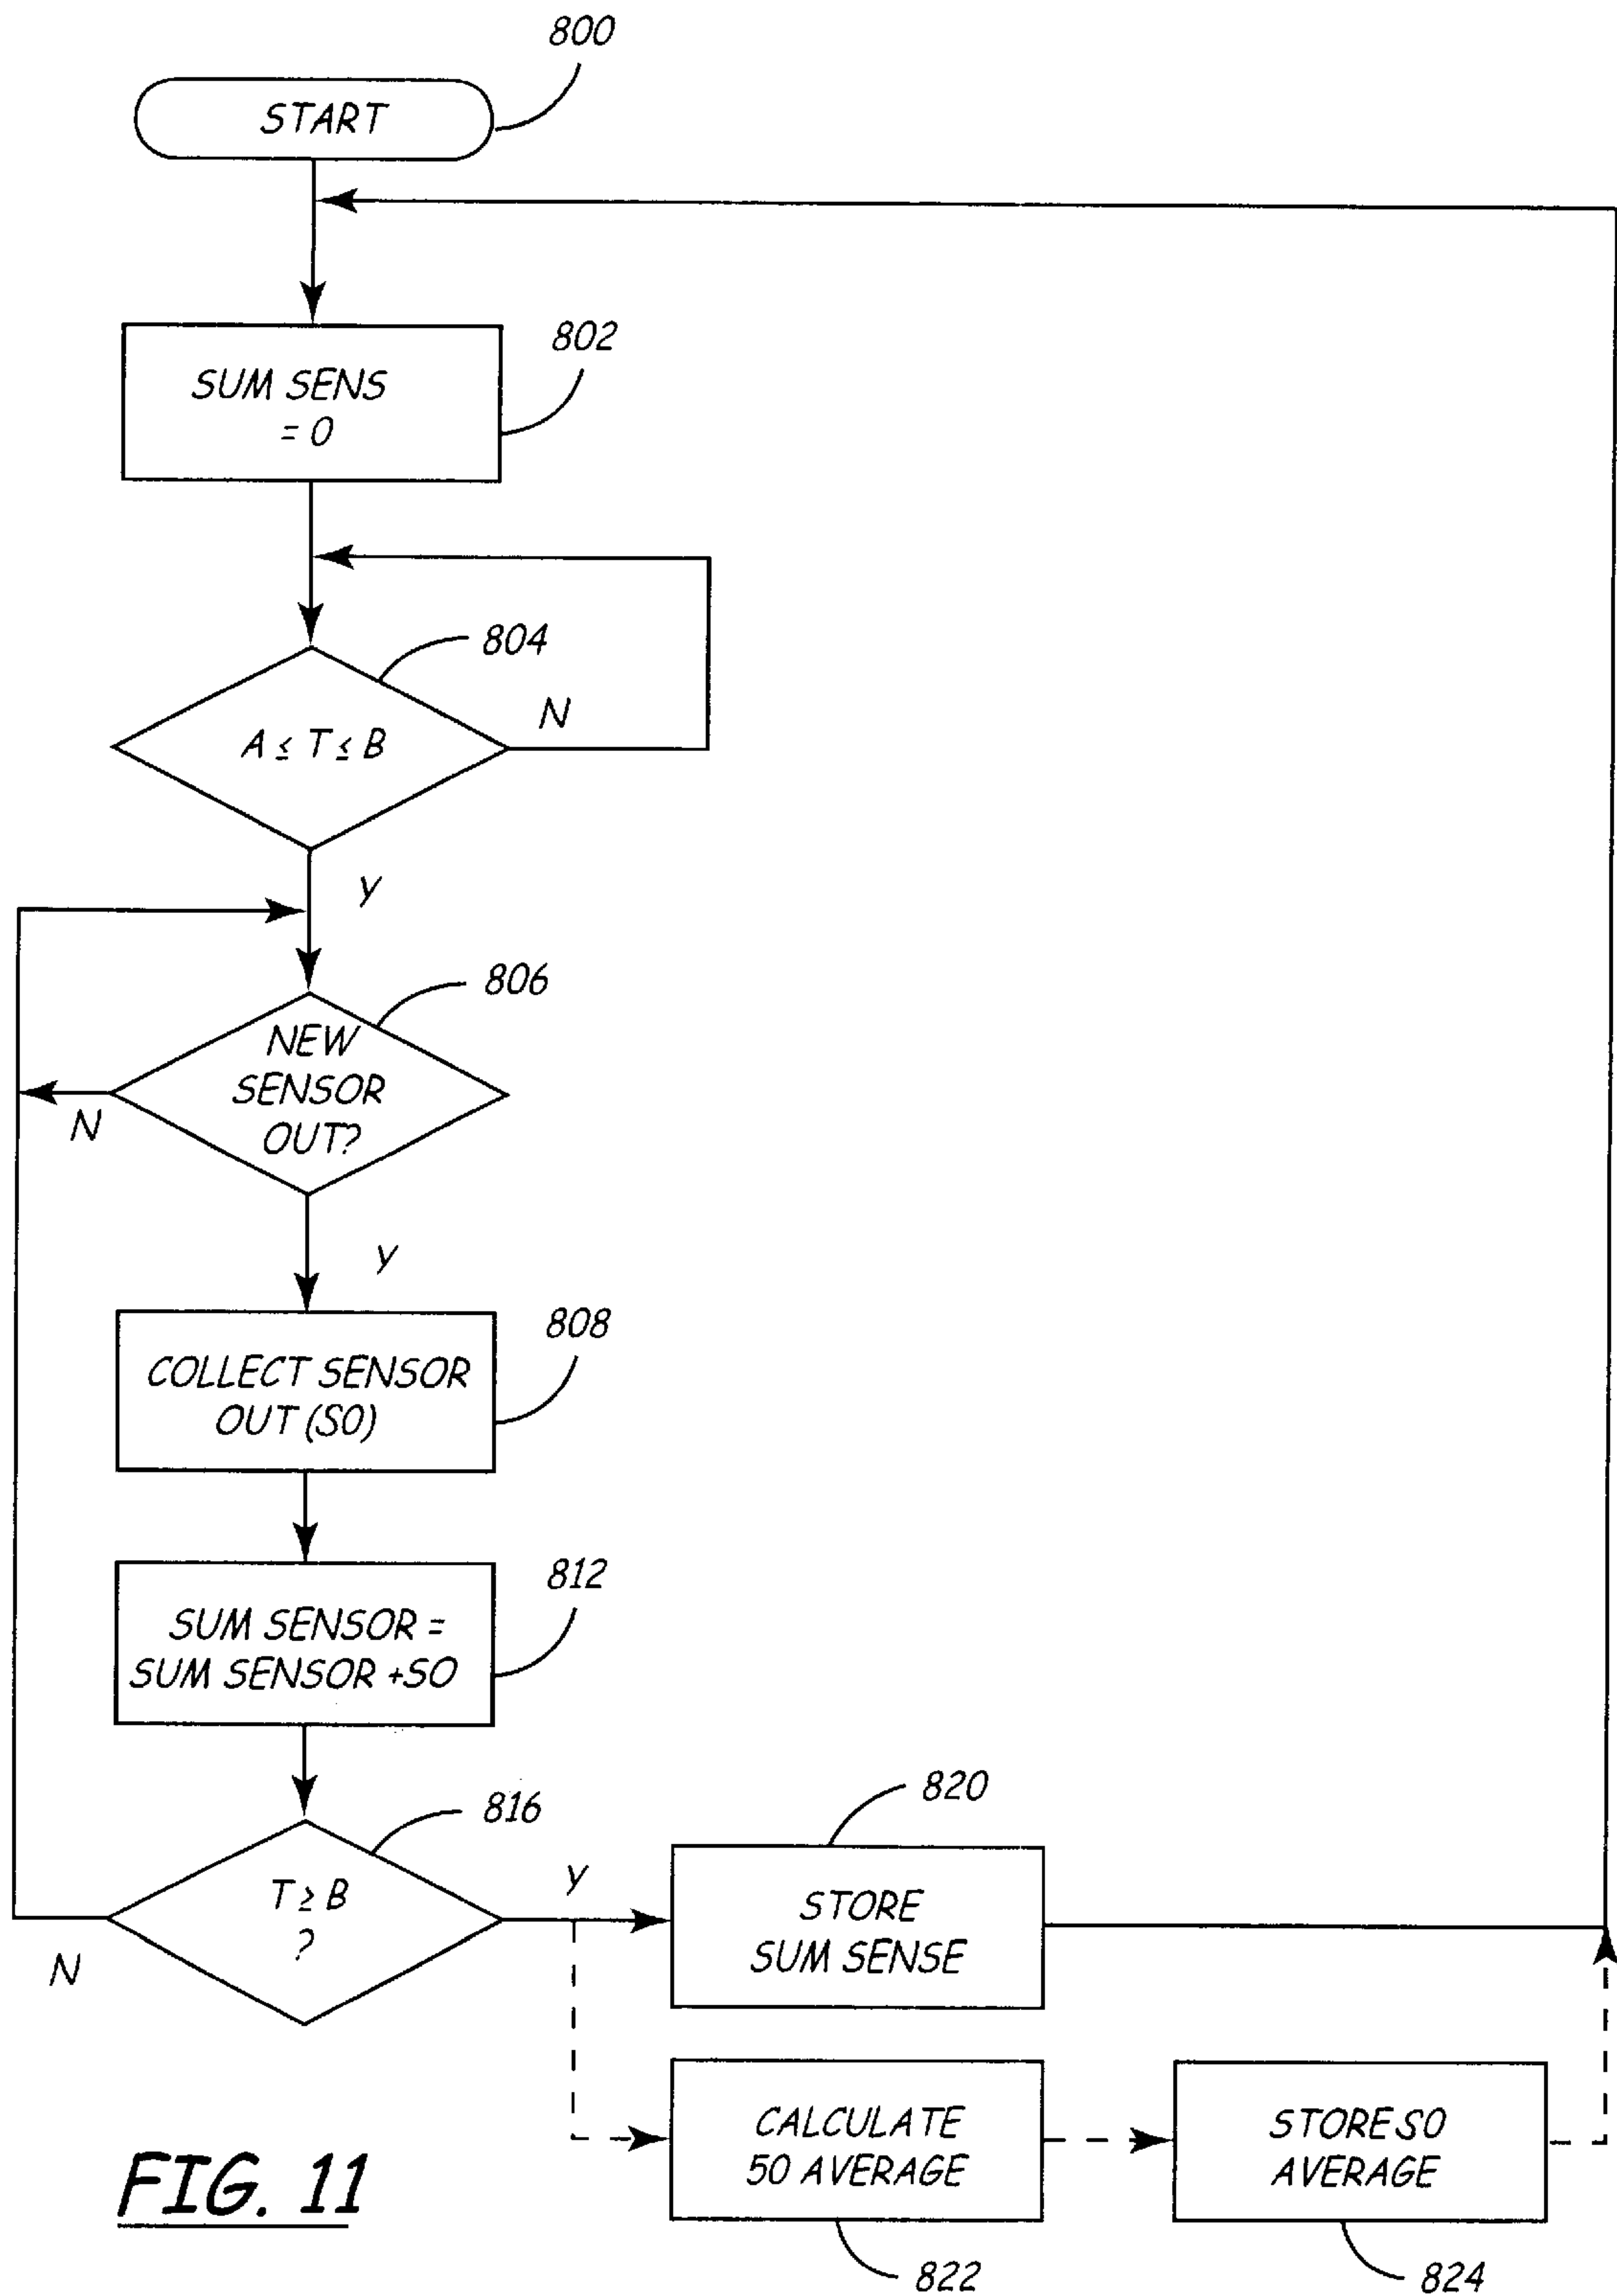 800
START
802
SUM SENS
= 0
804
A ≤ T ≤ B
N
Y
806
NEW
SENSOR
OUT?
N
Y
808
COLLECT SENSOR
OUT (SO)
812
SUM SENSOR =
SUM SENSOR +SO
816
T ≥ B
?
Y
N
820
STORE
SUM SENSE
CALCULATE
50 AVERAGE
822
STORE SO
AVERAGE
824
FIG. 11